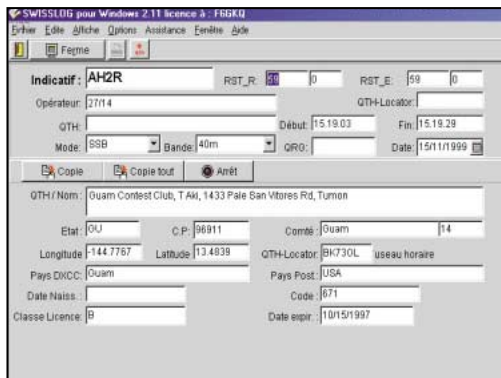 SWISSLOG pour Windows 2.11 licence à : F6GKQ
Fichier Edite Affiche Options Assistance Fenêtre Aide
Ferme
Indicatif : AH2R RST_R: 59 0 RST_E: 59 0
Opérateur: 27/14 QTH-Locator:
QTH: Début: 15.19.03 Fin: 15.19.29
Mode: SSB Bande: 40m QRG: Date: 15/11/1999
Copie Copie tout Arrêt
QTH / Nom : Guam Contest Club, T Aki, 1433 Pale San Vitores Rd, Tumon
Etat: GU C.P: 96911 Comté : Guam 14
Longitude -144.7767 Latitude 13.4839 QTH-Locator: BK73OL useau horaire
Pays DXCC: Guam Pays Post.: USA
Date Naiss. : Code : 671
Classe Licence: B Date expir. : 10/15/1997